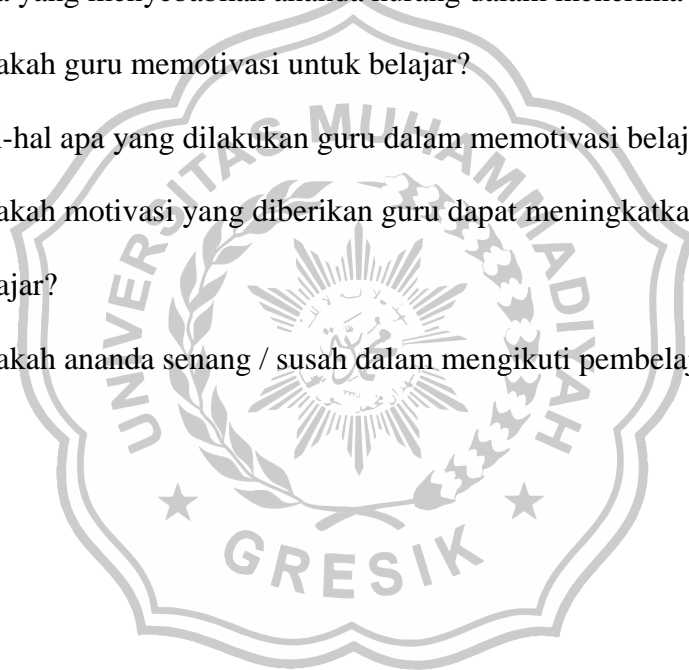 yang menyebabkan ananda kurang dalam menerima
akah guru memotivasi untuk belajar?
-hal apa yang dilakukan guru dalam memotivasi belaj
akah motivasi yang diberikan guru dapat meningkatka
ajar?
akah ananda senang / susah dalam mengikuti pembelaj
UNIVERSITAS MUHAMMADIYAH
GRESIK